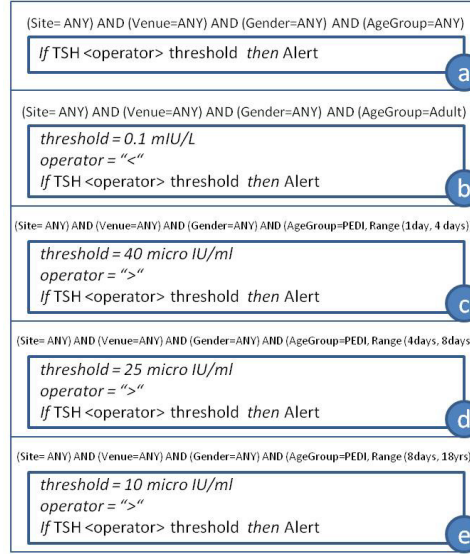 (Site= ANY) AND (Venue=ANY) AND (Gender=ANY) AND (AgeGroup=ANY)
If TSH <operator> threshold then Alert
a
(Site= ANY) AND (Venue=ANY) AND (Gender=ANY) AND (AgeGroup=Adult)
threshold = 0.1 mIU/L
operator = "<"
If TSH <operator> threshold then Alert
b
(Site= ANY) AND (Venue=ANY) AND (Gender=ANY) AND (AgeGroup=PEDI, Range (1day, 4 days)
threshold = 40 micro IU/ml
operator = ">"
If TSH <operator> threshold then Alert
c
(Site= ANY) AND (Venue=ANY) AND (Gender=ANY) AND (AgeGroup=PEDI, Range (4days, 8days
threshold = 25 micro IU/ml
operator = ">"
If TSH <operator> threshold then Alert
d
(Site= ANY) AND (Venue=ANY) AND (Gender=ANY) AND (AgeGroup=PEDI, Range (8days, 18yrs)
threshold = 10 micro IU/ml
operator = ">"
If TSH <operator> threshold then Alert
e